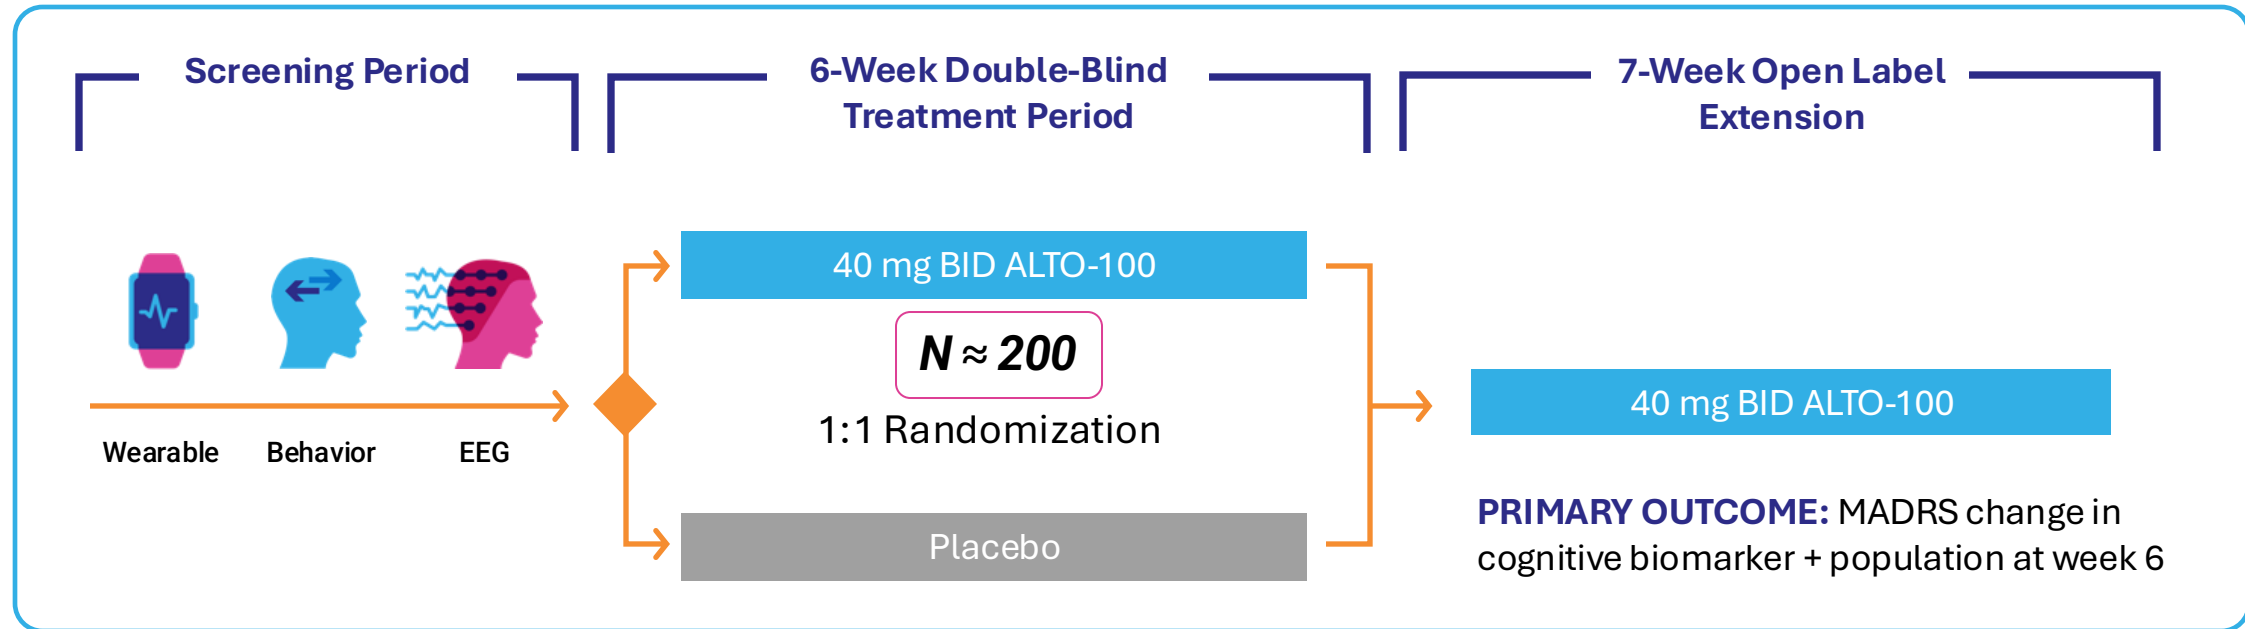 Screening Period
6-Week Double-Blind
Treatment Period
7-Week Open Label
Extension
Wearable
Behavior
EEG
40 mg BID ALTO-100
N ≈ 200
1:1 Randomization
Placebo
40 mg BID ALTO-100
PRIMARY OUTCOME: MADRS change in
cognitive biomarker + population at week 6